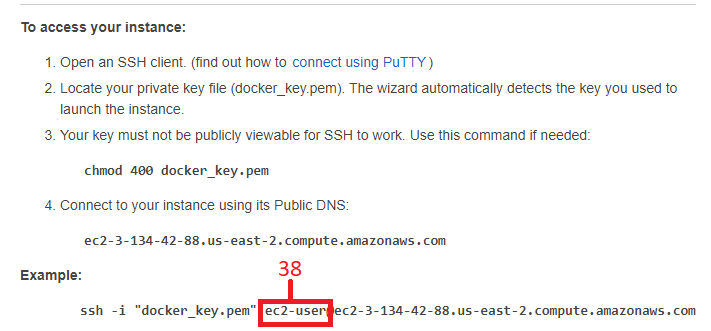 To access your instance:
1. Open an SSH client. (find out how to connect using PuTTY)
2. Locate your private key file (docker_key.pem). The wizard automatically detects the key you used to
launch the instance.
3. Your key must not be publicly viewable for SSH to work. Use this command if needed:
chmod 400 docker_key.pem
4. Connect to your instance using its Public DNS:
ec2-3-134-42-88.us-east-2.compute.amazonaws.com
Example:
38
ssh -i "docker_key.pem" ec2-user@ec2-3-134-42-88.us-east-2.compute.amazonaws.com